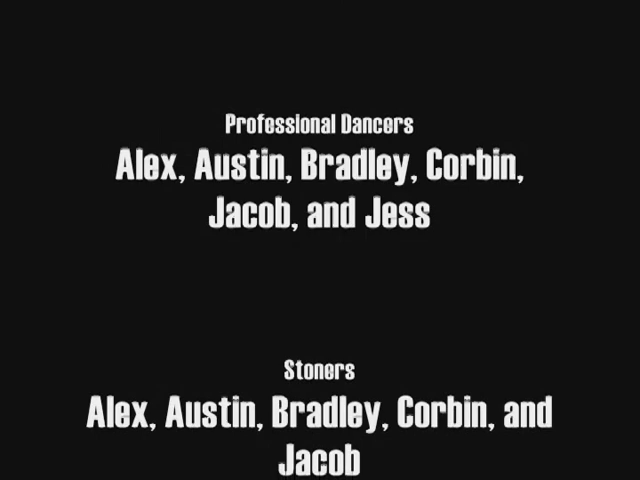 Professional Dancers
Alex, Austin, Bradley, Corbin,
Jacob, and Jess
Stoners
Alex, Austin, Bradley, Corbin, and
Jacob